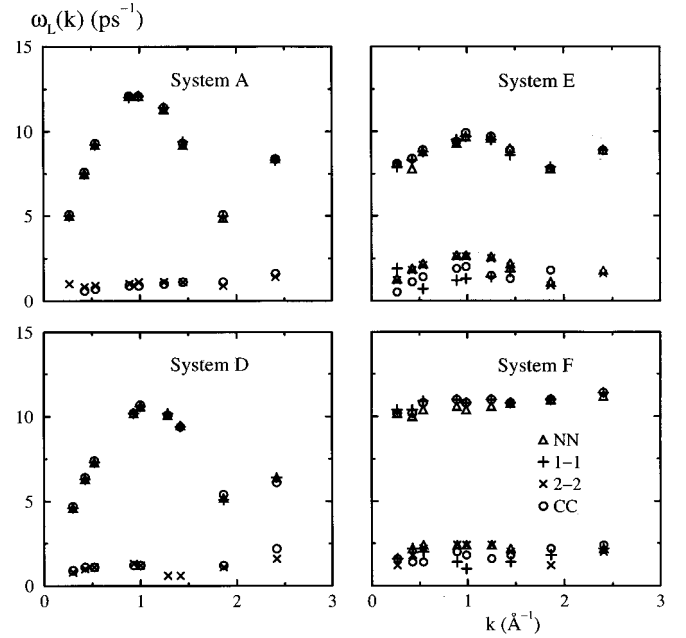 ω_L(k) (ps⁻¹)
15
System A
System E
10
5
0
15
System D
System F
10
△ NN
+ 1−1
× 2−2
○ CC
5
0
0 1 2 3
0 1 2 3
k (Å⁻¹)